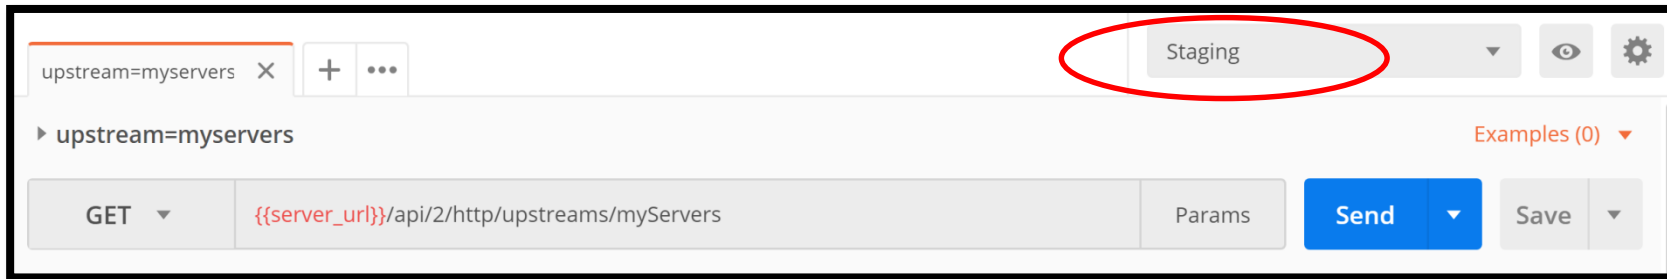 upstream=myservers
Staging
upstream=myservers
Examples (0)
GET {{server_url}}/api/2/http/upstreams/myServers Params Send Save